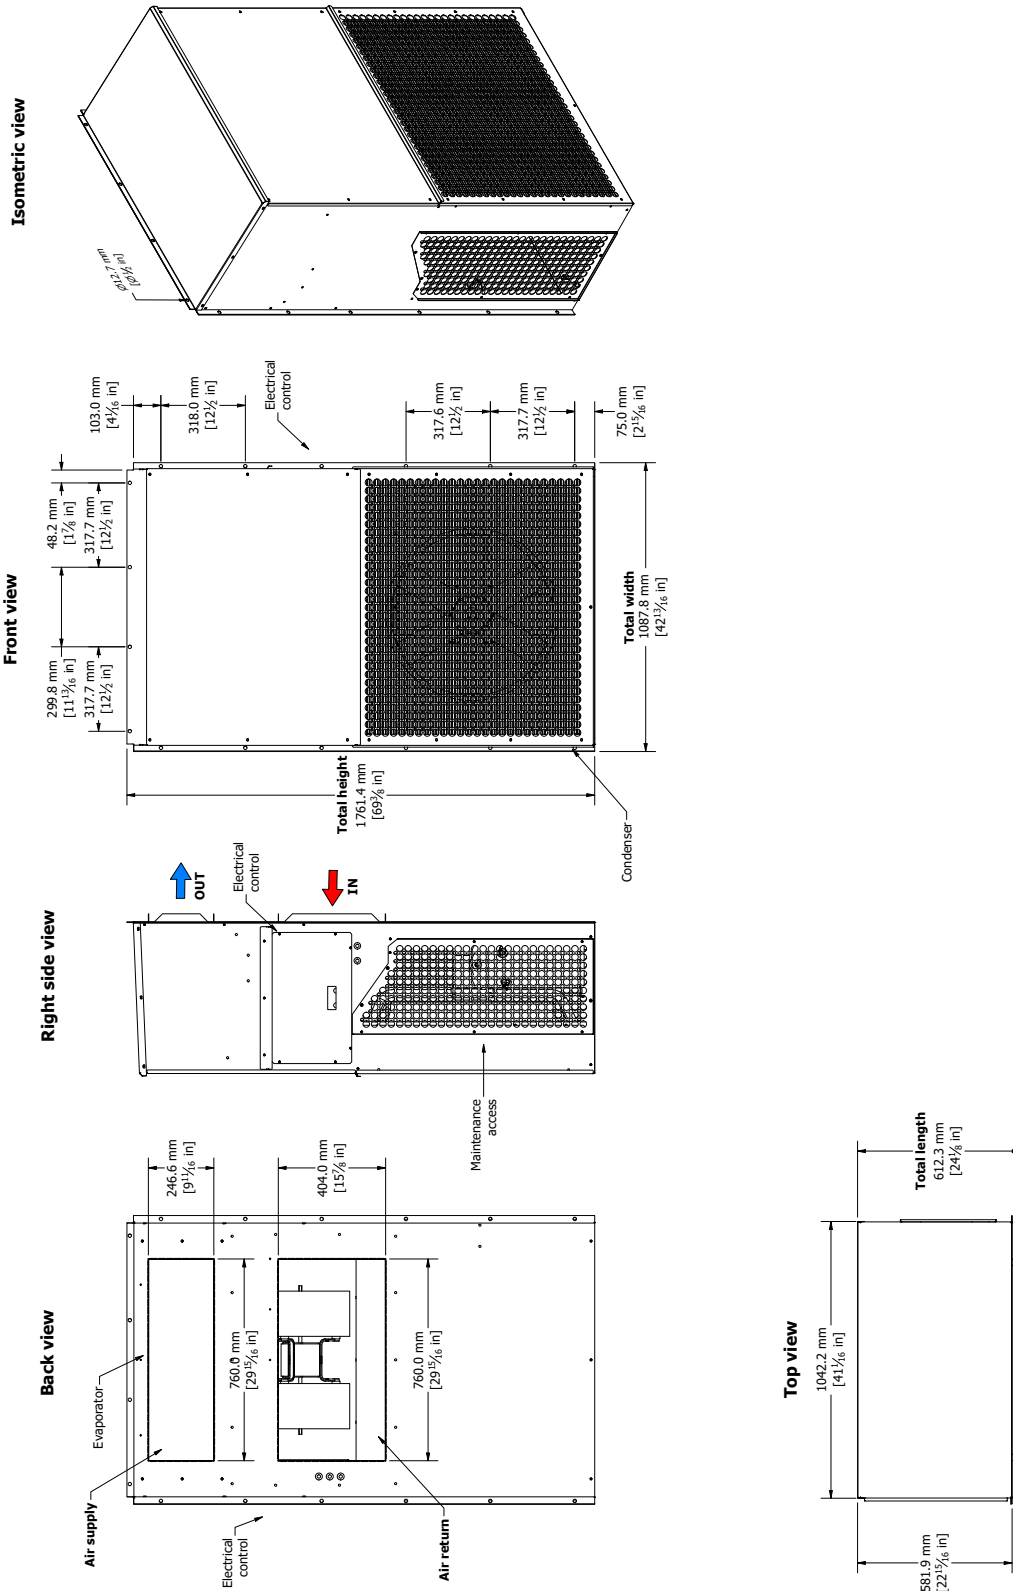 Isometric view
Ø12.7 mm
[Ø½ in]
Front view
299.8 mm
[11¹³⁄₁₆ in]
317.7 mm
[12½ in]
48.2 mm
[1⅞ in]
317.7 mm
[12½ in]
103.0 mm
[4¹⁄₁₆ in]
318.0 mm
[12½ in]
Electrical
control
317.6 mm
[12½ in]
317.7 mm
[12½ in]
75.0 mm
[2¹⁵⁄₁₆ in]
Total height
1761.4 mm
[69⅜ in]
Total width
1087.8 mm
[42¹³⁄₁₆ in]
Condenser
Right side view
OUT
Electrical
control
IN
Maintenance
access
Back view
Evaporator
Air supply
246.6 mm
[9¹¹⁄₁₆ in]
760.0 mm
[29¹⁵⁄₁₆ in]
404.0 mm
[15⅞ in]
760.0 mm
[29¹⁵⁄₁₆ in]
Electrical
control
Air return
Top view
1042.2 mm
[41¹⁄₁₆ in]
Total length
612.3 mm
[24⅛ in]
581.9 mm
[22¹⁵⁄₁₆ in]